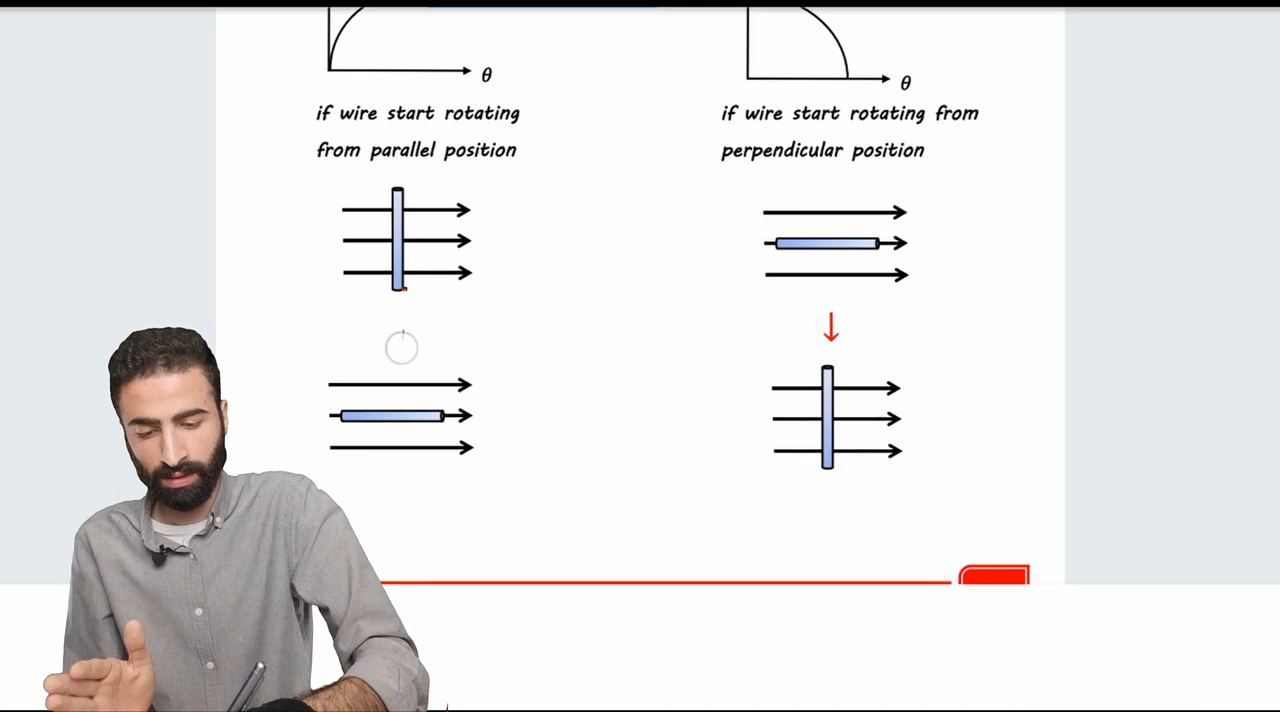 θ
θ
if wire start rotating
from parallel position
if wire start rotating from
perpendicular position